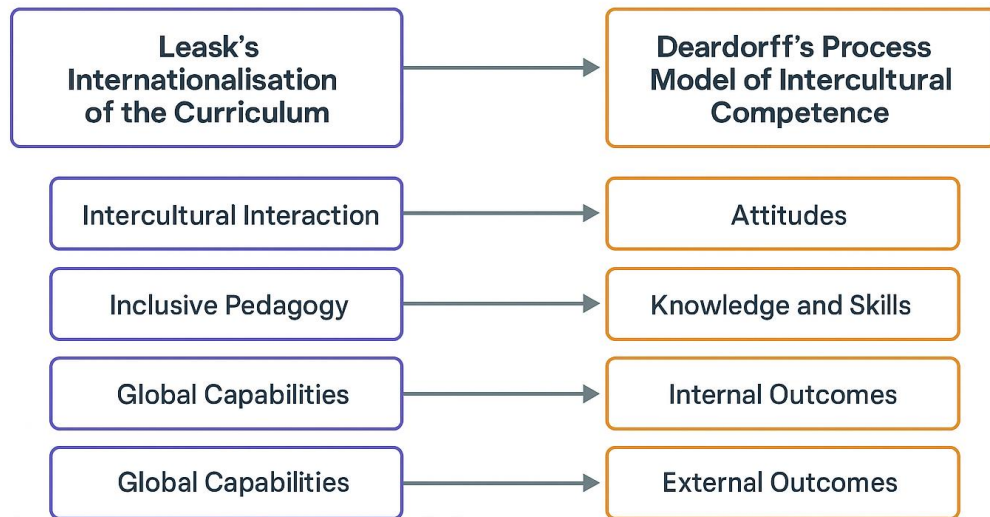 Leask’s
Internationalisation
of the Curriculum
Deardorff’s Process
Model of Intercultural
Competence
Intercultural Interaction
Attitudes
Inclusive Pedagogy
Knowledge and Skills
Global Capabilities
Internal Outcomes
Global Capabilities
External Outcomes